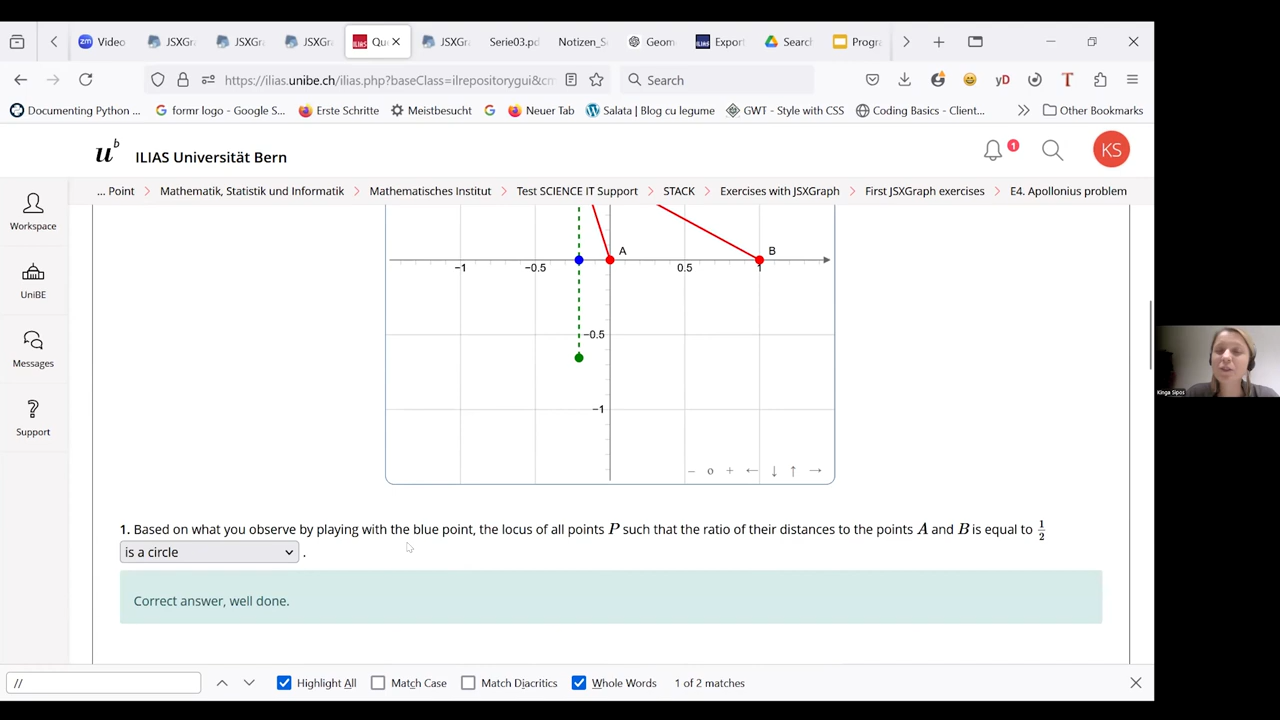 Video
JSXGr
JSXGr
JSXGr
Qu
JSXGr
Serie03.pd
Notizen_S
Geom
Export
Search
Progra
https://ilias.unibe.ch/ilias.php?baseClass=ilrepositorygui&cm
Search
Documenting Python ...
formr logo - Google S...
Erste Schritte
Meistbesucht
Neuer Tab
Salata | Blog cu legume
GWT - Style with CSS
Coding Basics - Client...
Other Bookmarks
u^b ILIAS Universität Bern
1
KS
... Point
Mathematik, Statistik und Informatik
Mathematisches Institut
Test SCIENCE IT Support
STACK
Exercises with JSXGraph
First JSXGraph exercises
E4. Apollonius problem
Workspace
UniBE
Messages
Support
A
B
−1
−0.5
0.5
1
−0.5
−1
− o + ← ↓ ↑ →
1. Based on what you observe by playing with the blue point, the locus of all points P such that the ratio of their distances to the points A and B is equal to 1/2
is a circle .
Correct answer, well done.
//
Highlight All
Match Case
Match Diacritics
Whole Words
1 of 2 matches
Kinga Sipos